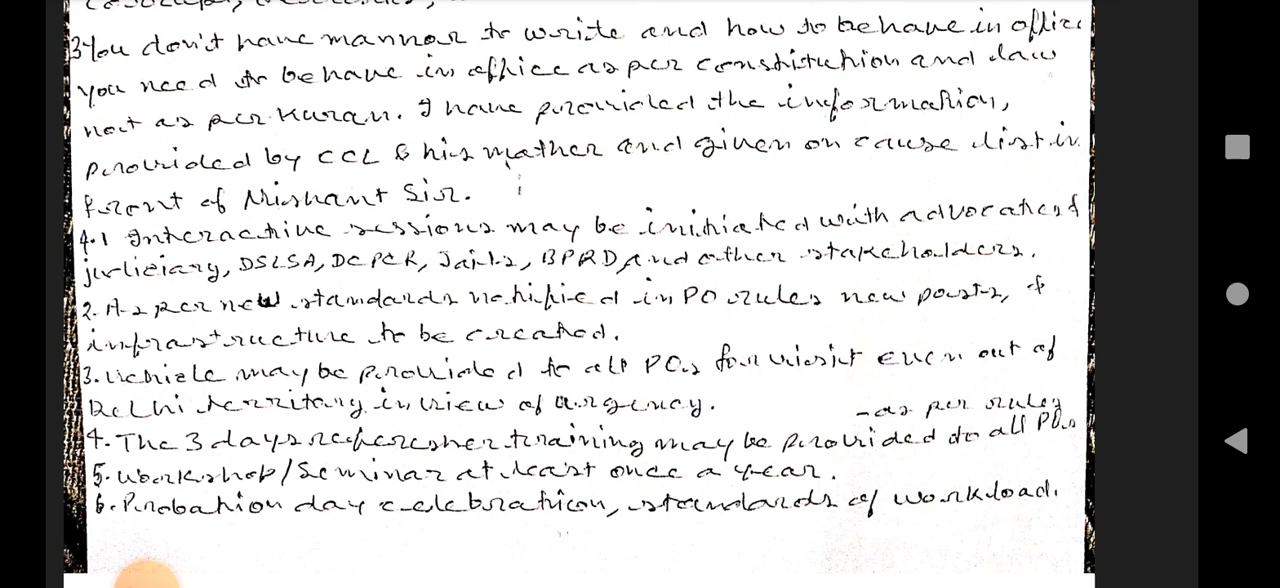 3 You don't have mannar to write and how to behave in office
you need to behave in office as per constitution and law
not as per Kuran. I have provided the information,
provided by CCL & his mather and given on cause list in
front of Nishant Sir.
4.1 Interactive sessions may be initiated with advocates &
judiciary, DSLSA, DCPCR, Jails, BPRD and other stakeholders.
2. As per new standards notified in PO rules new posts, &
infrastructure to be created.
3. vehicle may be provided to all POs for visit even out of
Delhi territory in view of urgency.
- as per rules
4. The 3 days refresher training may be provided to all POs
5. Workshop/Seminar at least once a year.
6. Probation day celebration, standards of workload.